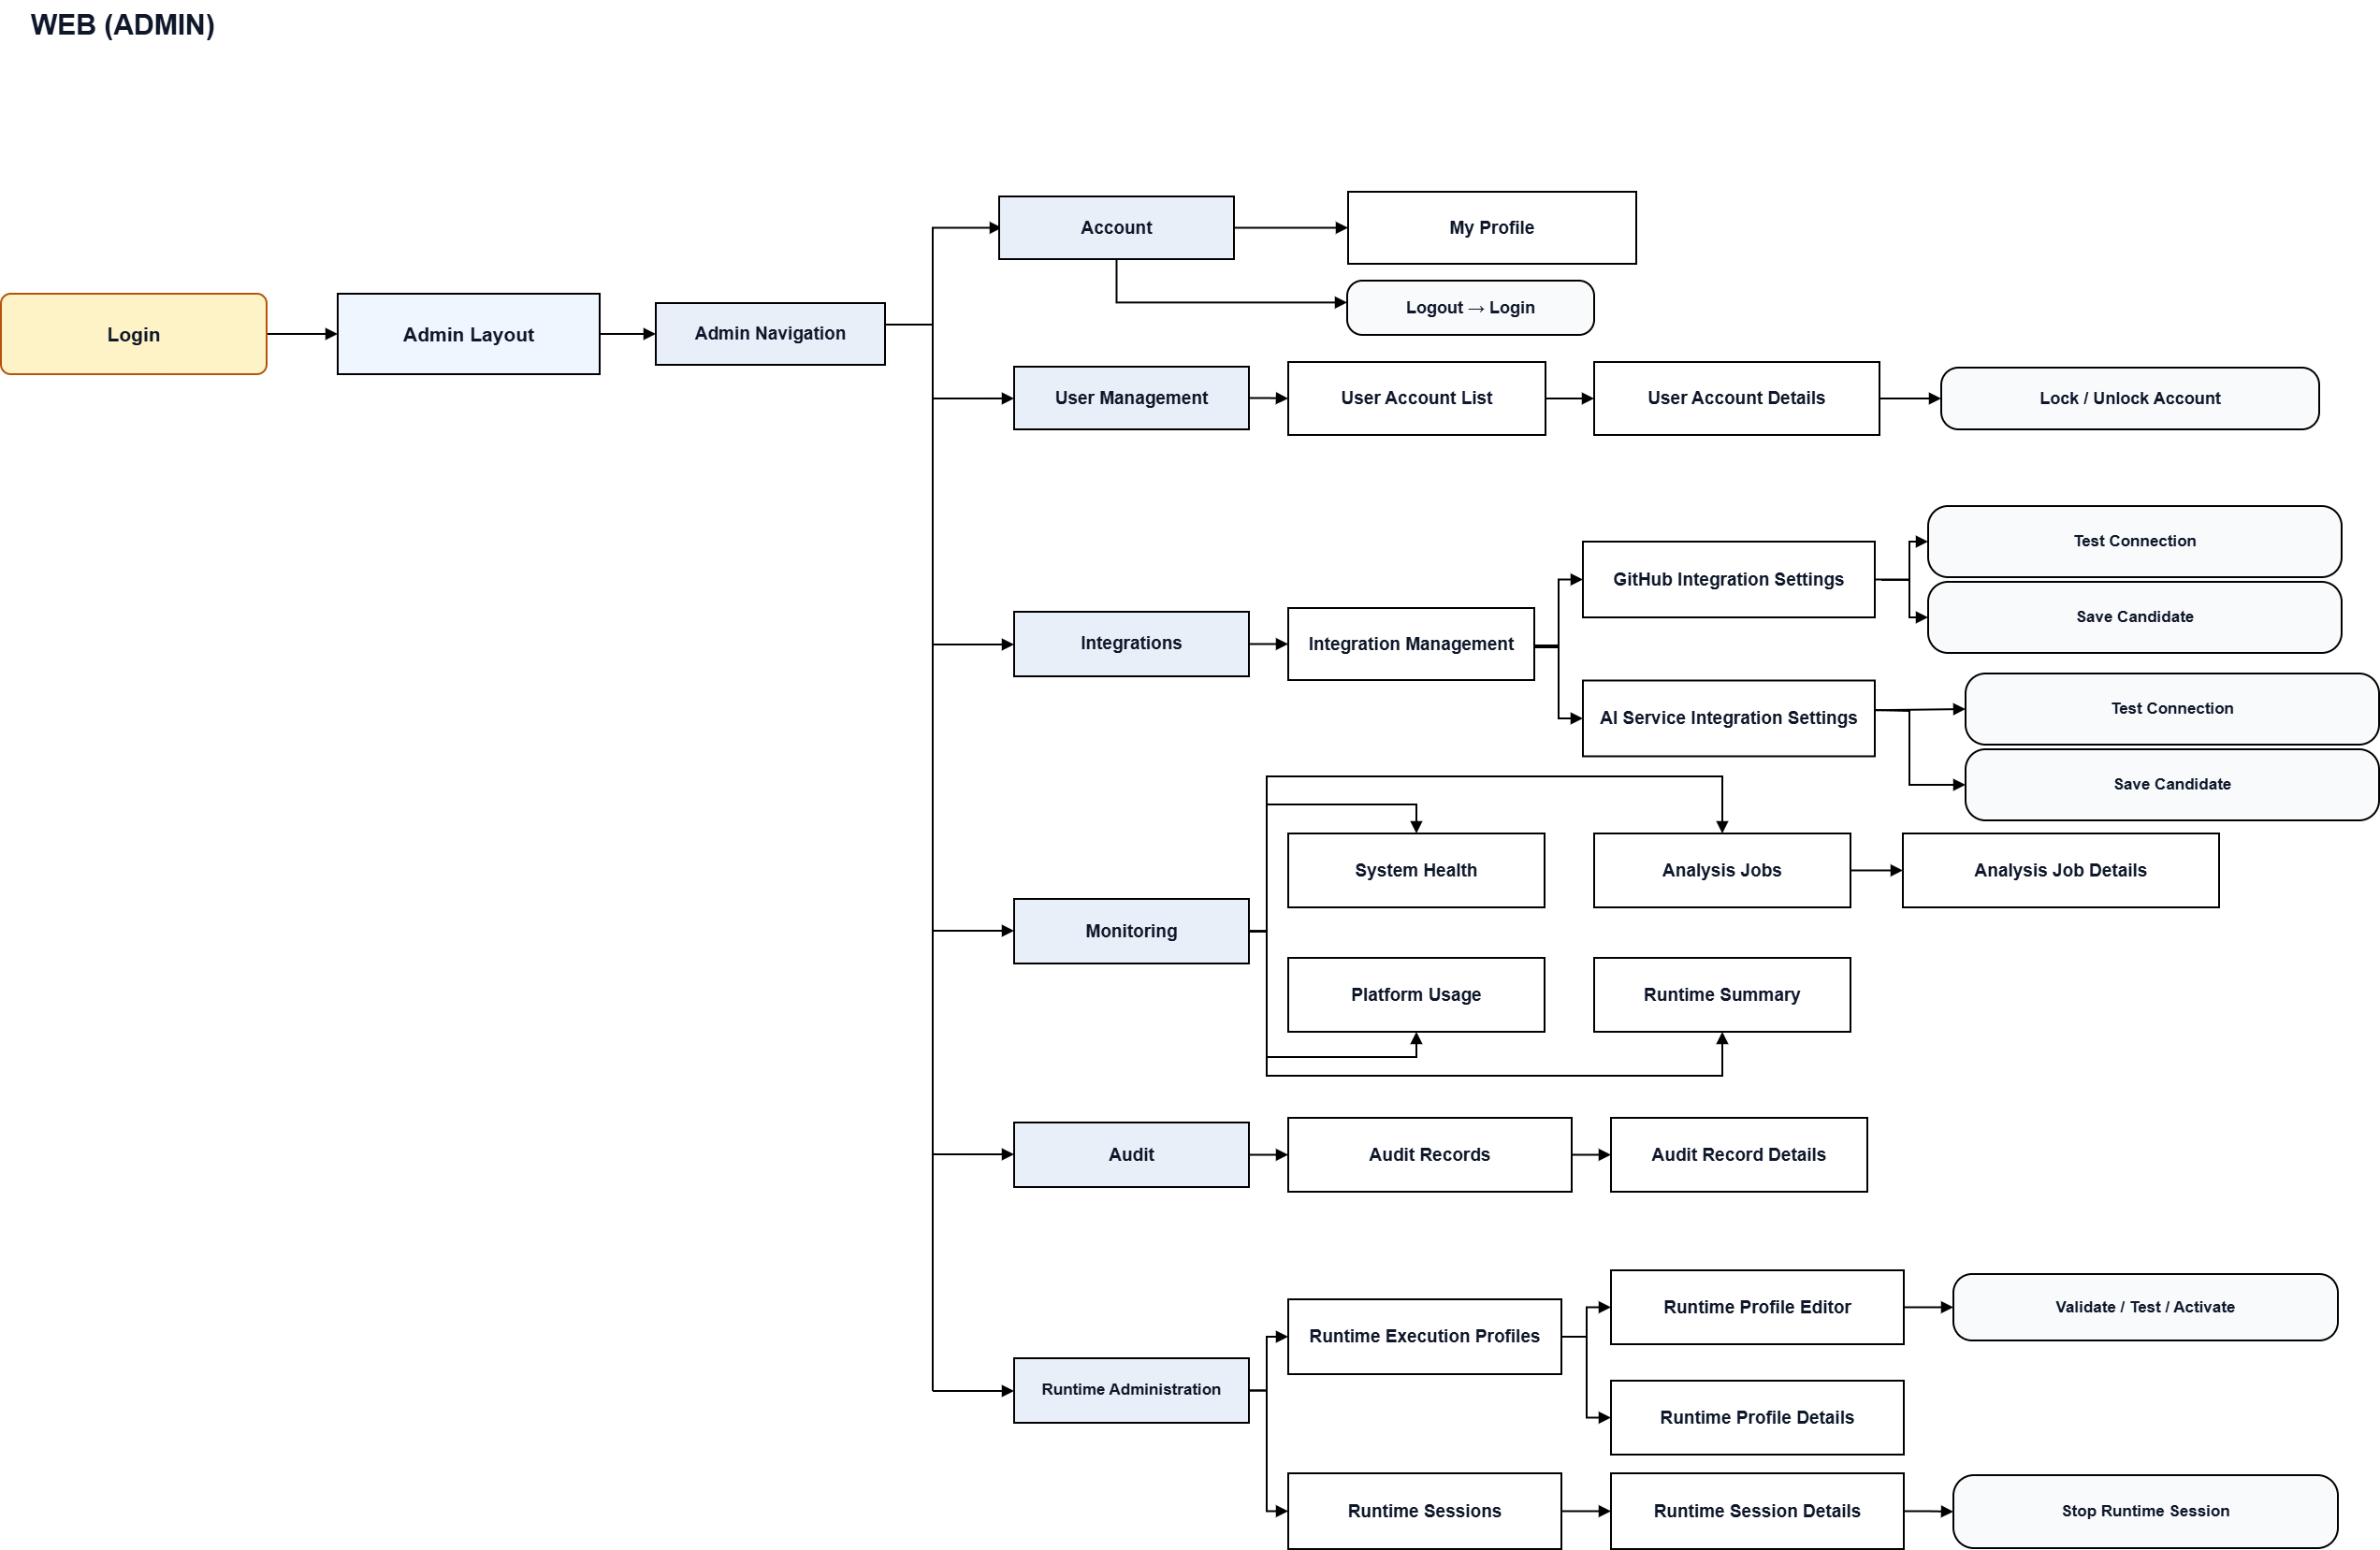 WEB (ADMIN)
Login
Admin Layout
Admin Navigation
Account
My Profile
Logout → Login
User Management
User Account List
User Account Details
Lock / Unlock Account
Integrations
Integration Management
GitHub Integration Settings
Test Connection
Save Candidate
AI Service Integration Settings
Test Connection
Save Candidate
Monitoring
System Health
Analysis Jobs
Analysis Job Details
Platform Usage
Runtime Summary
Audit
Audit Records
Audit Record Details
Runtime Administration
Runtime Execution Profiles
Runtime Profile Editor
Validate / Test / Activate
Runtime Profile Details
Runtime Sessions
Runtime Session Details
Stop Runtime Session